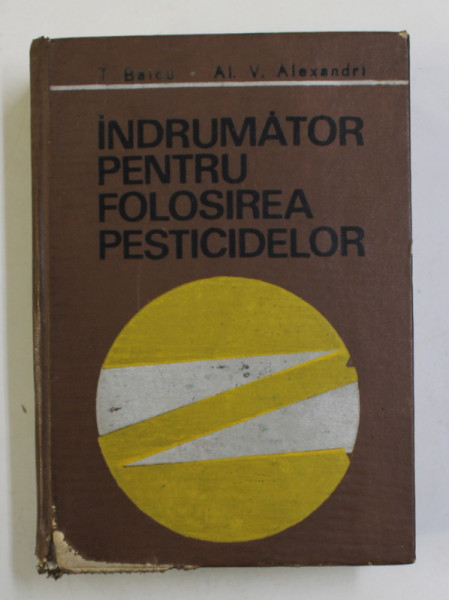 T. Baicu - Al. V. Alexandri
ÎNDRUMĂTOR
PENTRU
FOLOSIREA
PESTICIDELOR